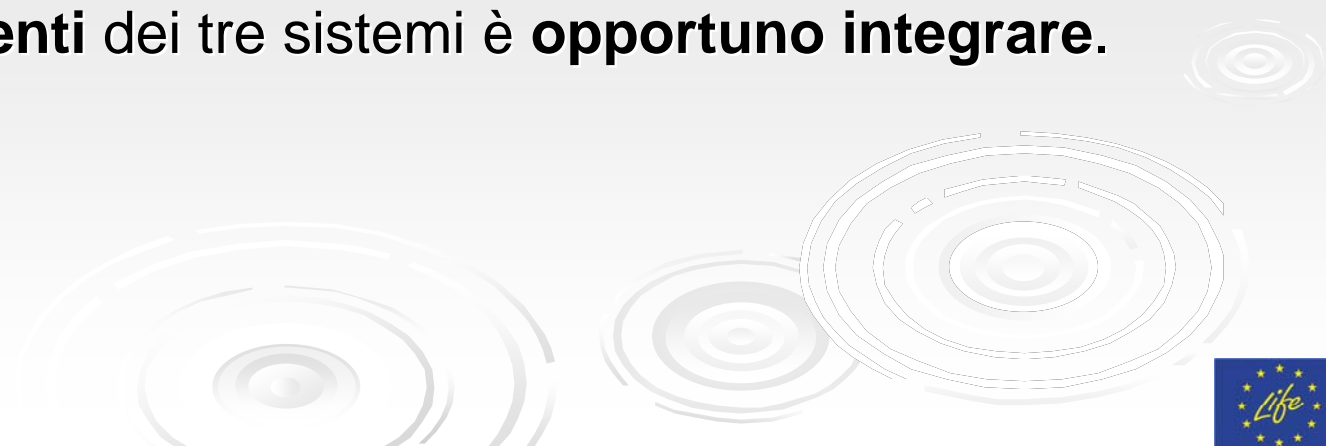 enti dei tre sistemi è opportuno integrare.
Life